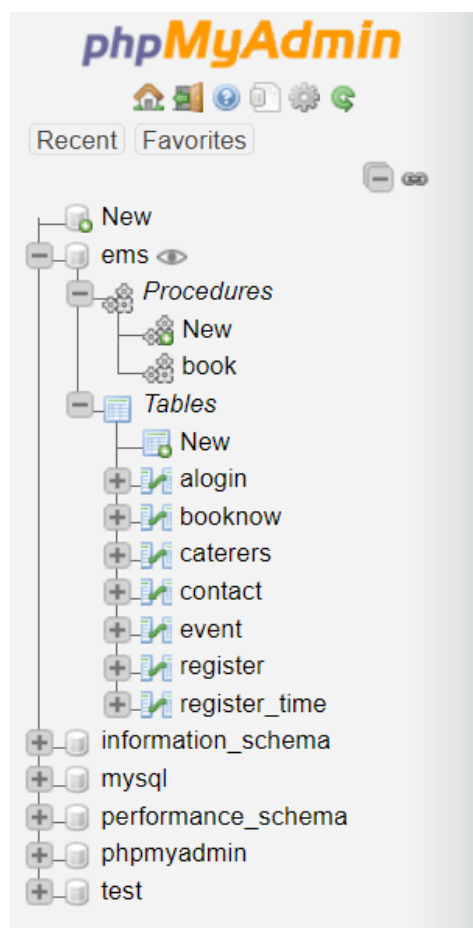 phpMyAdmin
Recent Favorites
New
ems
Procedures
New
book
Tables
New
alogin
booknow
caterers
contact
event
register
register_time
information_schema
mysql
performance_schema
phpmyadmin
test